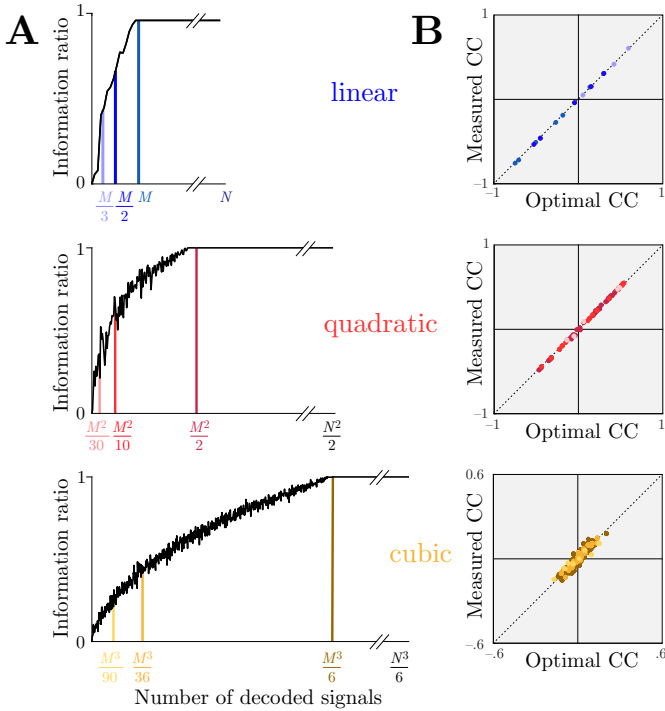 A
B
1
Information ratio
0
M/3
M/2
M
N
linear
1
Measured CC
−1
Optimal CC
1
1
Information ratio
0
M²/30
M²/10
M²/2
N²/2
quadratic
1
Measured CC
−1
Optimal CC
1
1
Information ratio
0
M³/90
M³/36
M³/6
N³/6
cubic
0.6
Measured CC
-.6
-.6
Optimal CC
.6
Number of decoded signals